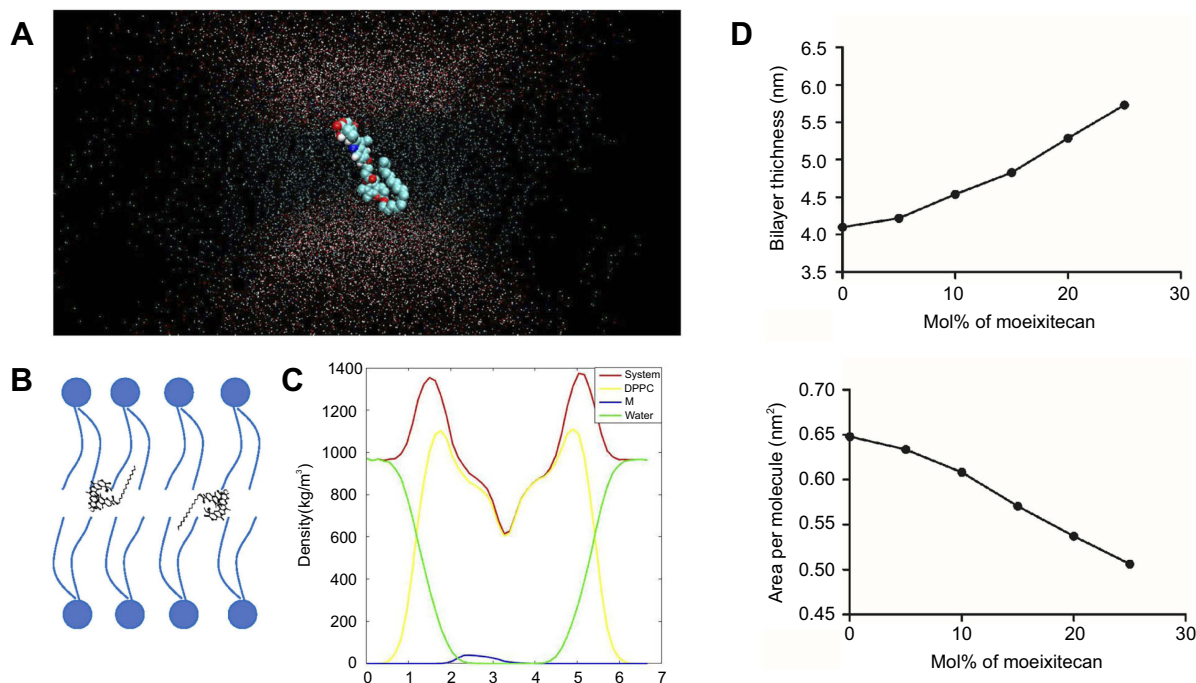 A
B
C
1400
1200
1000
800
600
400
200
0
Density(kg/m³)
0 1 2 3 4 5 6 7
System
DPPC
M
Water
D
6.5
6.0
5.5
5.0
4.5
4.0
3.5
Bilayer thichness (nm)
0 10 20 30
Mol% of moeixitecan
0.70
0.65
0.60
0.55
0.50
0.45
Area per molecule (nm²)
0 10 20 30
Mol% of moeixitecan